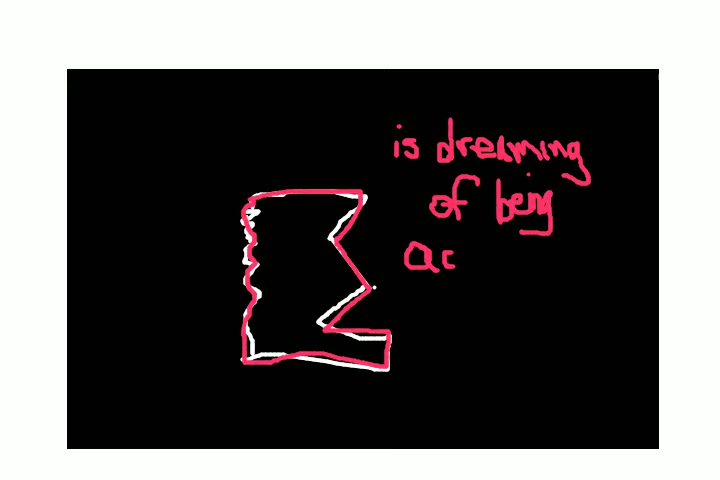 is dreaming
of being
ac